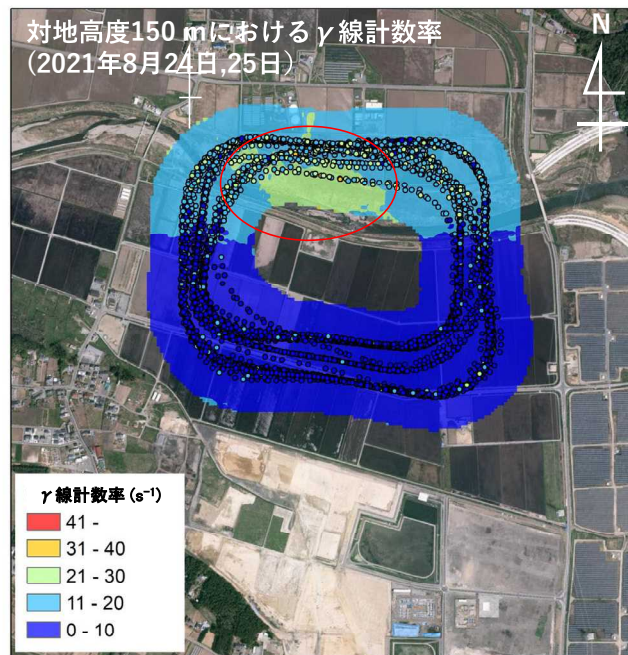 対地高度150 mにおけるγ線計数率
(2021年8月24日,25日)
N
γ線計数率 (s⁻¹)
41 -
31 - 40
21 - 30
11 - 20
0 - 10